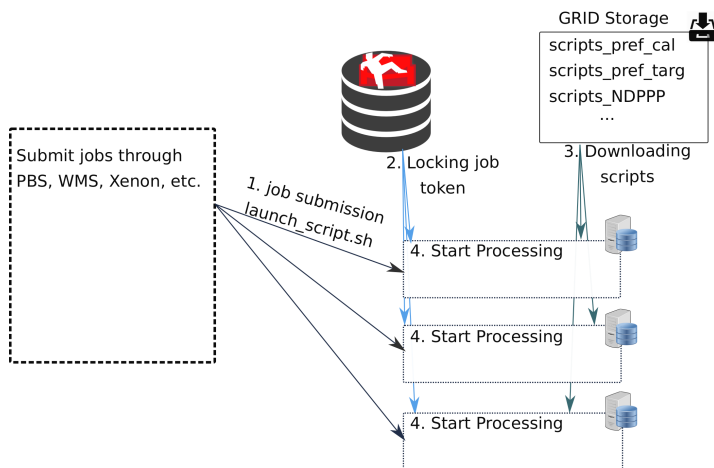 GRID Storage
scripts_pref_cal
scripts_pref_targ
scripts_NDPPP
...
Submit jobs through
PBS, WMS, Xenon, etc.
1. job submission
launch_script.sh
2. Locking job
token
3. Downloading
scripts
4. Start Processing
4. Start Processing
4. Start Processing